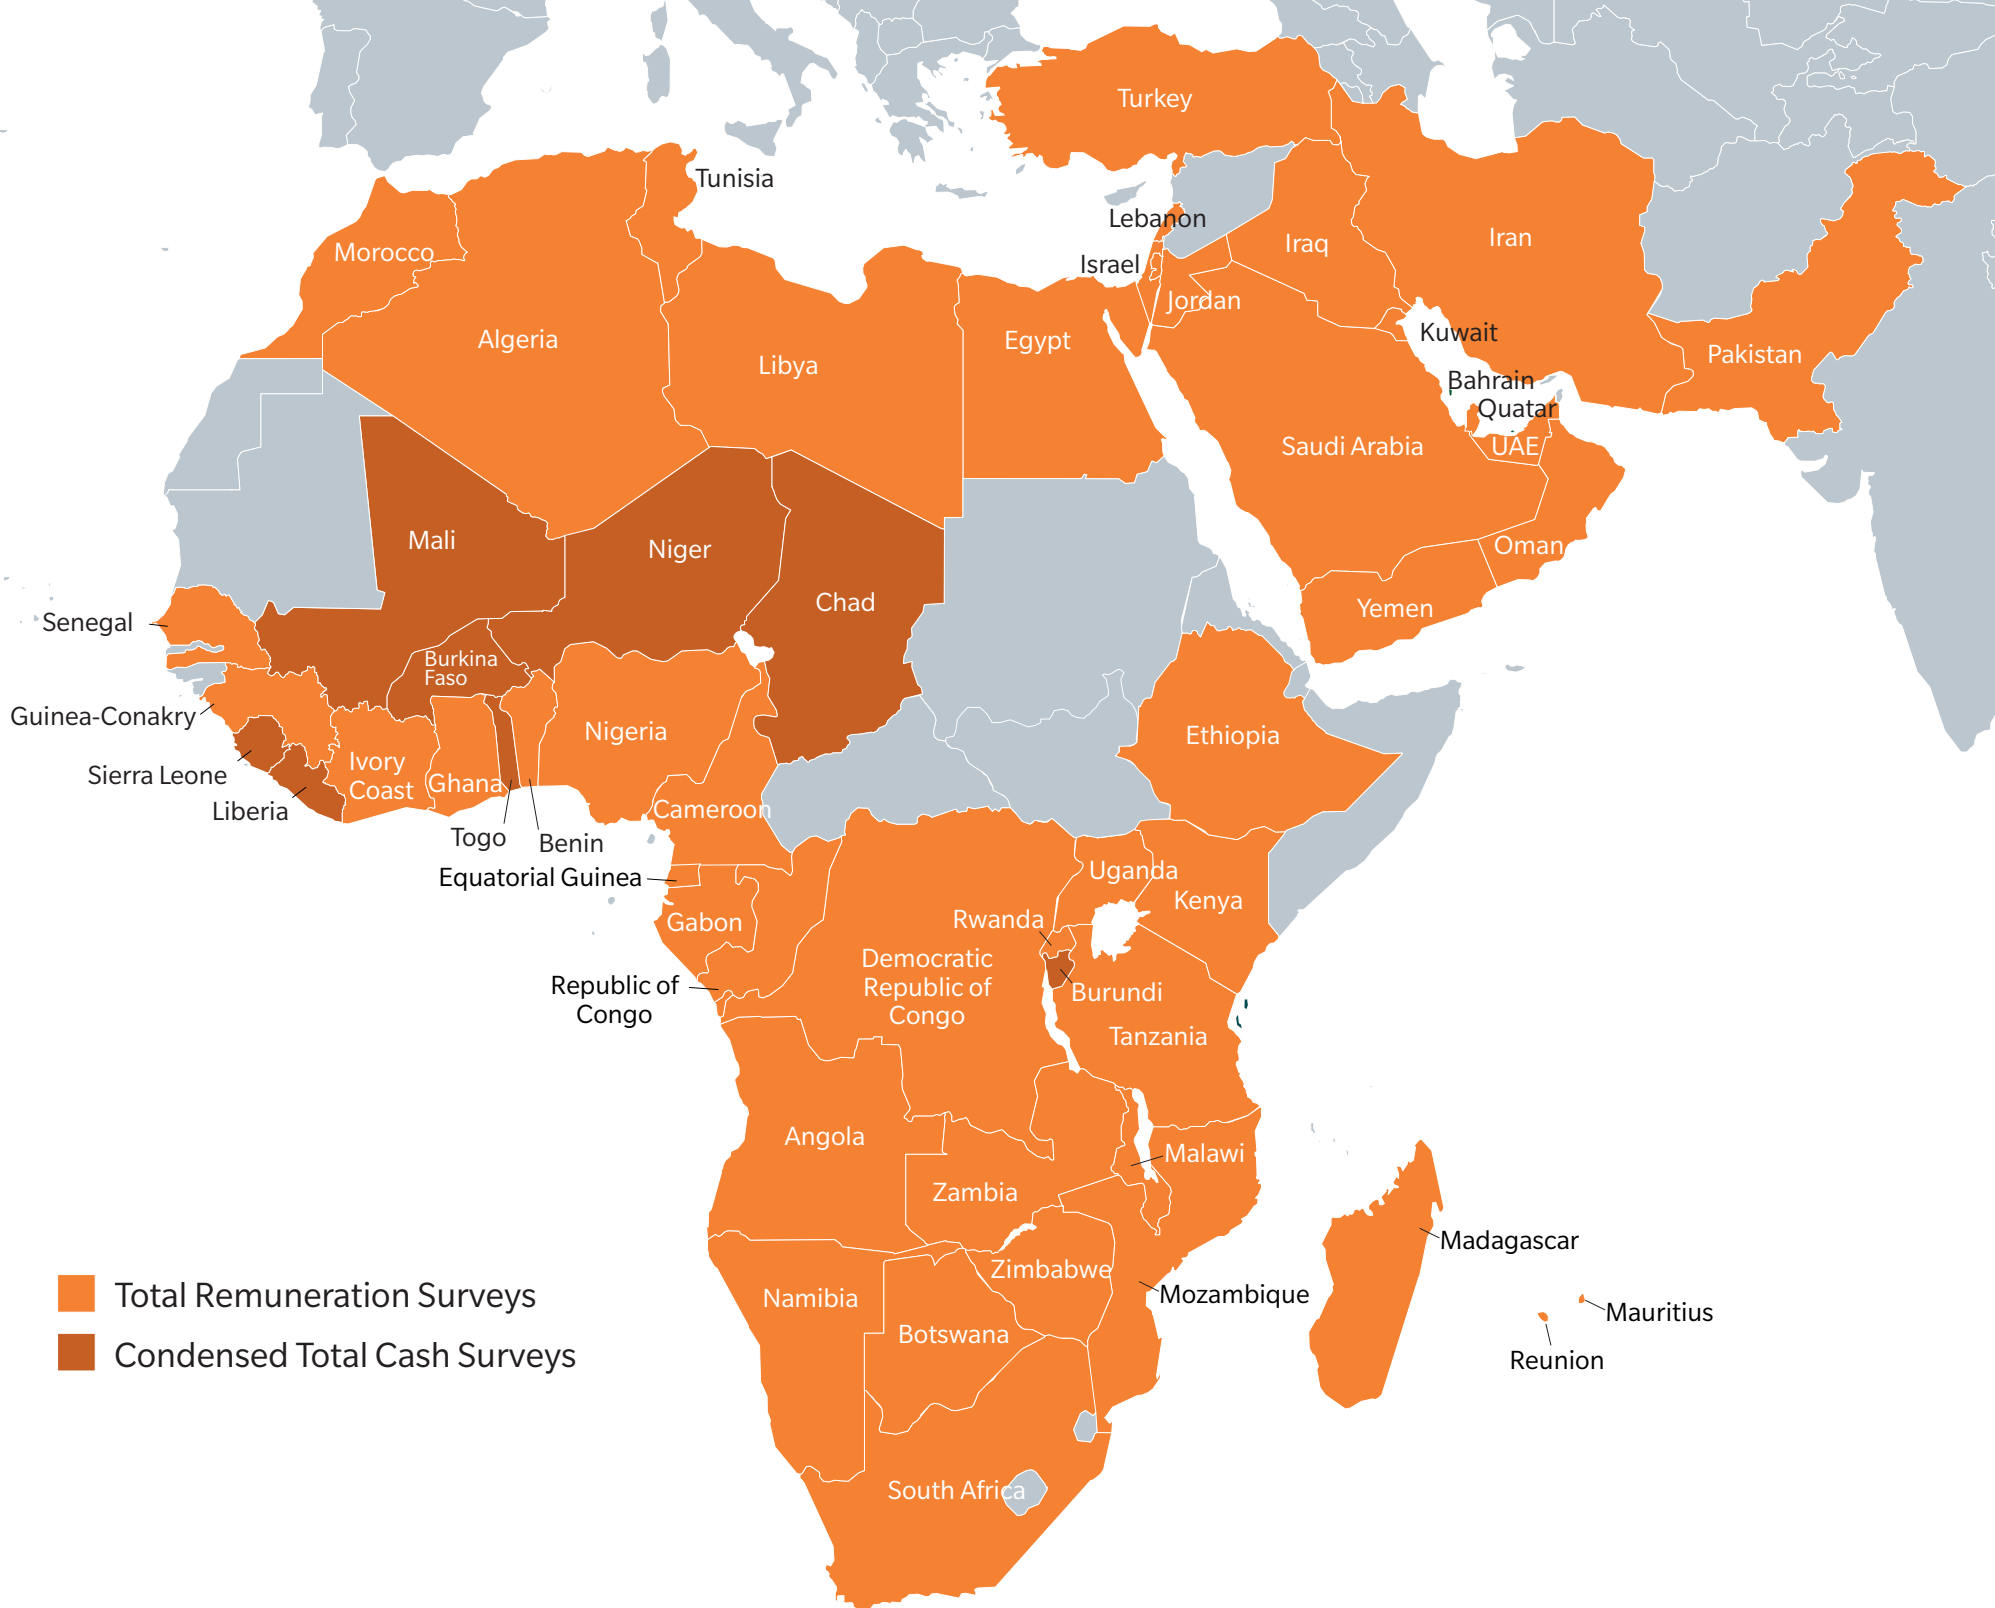 Turkey
Tunisia
Lebanon
Morocco
Iraq
Iran
Israel
Jordan
Algeria
Egypt
Kuwait
Libya
Pakistan
Bahrain
Quatar
Saudi Arabia
UAE
Mali
Niger
Oman
Chad
Yemen
Senegal
Burkina
Faso
Guinea-Conakry
Nigeria
Ethiopia
Ivory
Coast
Sierra Leone
Ghana
Liberia
Cameroon
Togo
Benin
Uganda
Equatorial Guinea
Kenya
Gabon
Rwanda
Democratic
Republic of
Congo
Republic of
Congo
Burundi
Tanzania
Angola
Malawi
Zambia
Madagascar
Zimbabwe
Mozambique
Namibia
Mauritius
Botswana
Reunion
South Africa
Total Remuneration Surveys
Condensed Total Cash Surveys